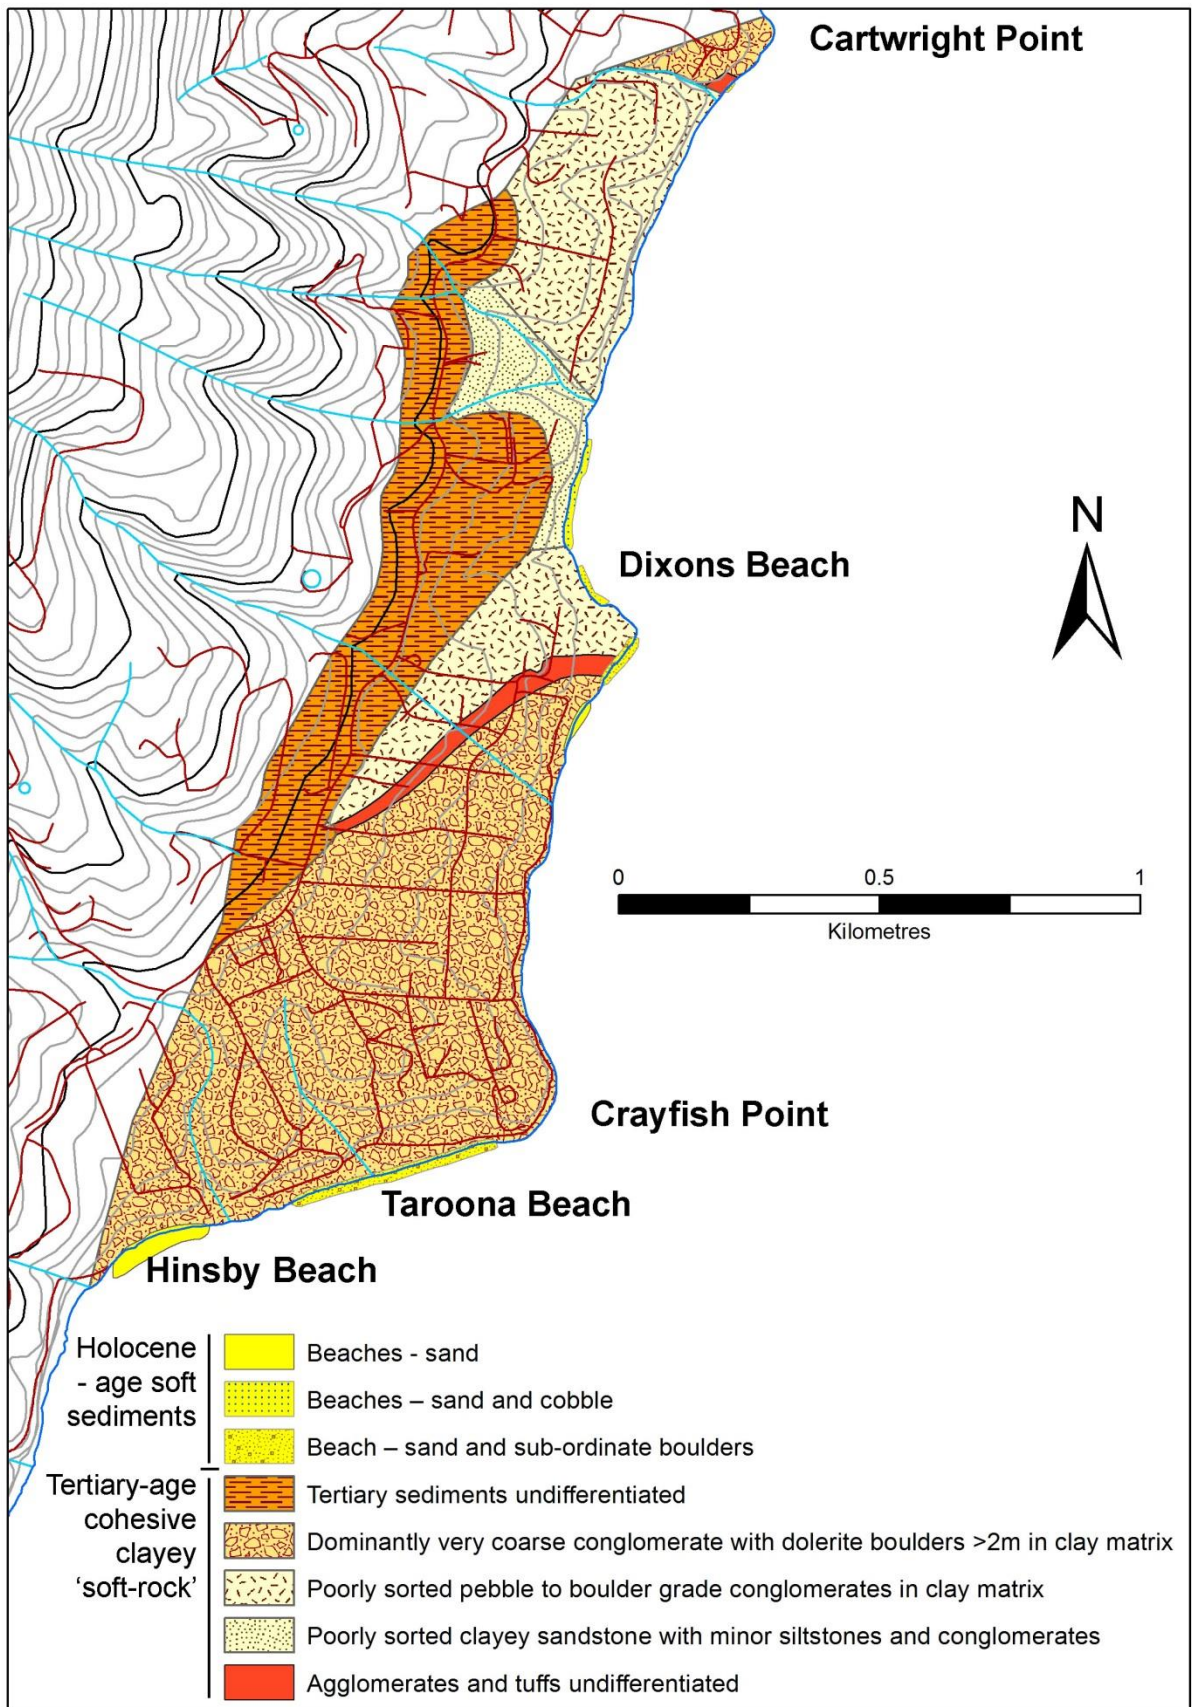 Cartwright Point
Dixons Beach
N
0 0.5 1
Kilometres
Crayfish Point
Taroona Beach
Hinsby Beach
Holocene
- age soft
sediments
Beaches - sand
Beaches – sand and cobble
Beach – sand and sub-ordinate boulders
Tertiary-age
cohesive
clayey
‘soft-rock’
Tertiary sediments undifferentiated
Dominantly very coarse conglomerate with dolerite boulders >2m in clay matrix
Poorly sorted pebble to boulder grade conglomerates in clay matrix
Poorly sorted clayey sandstone with minor siltstones and conglomerates
Agglomerates and tuffs undifferentiated